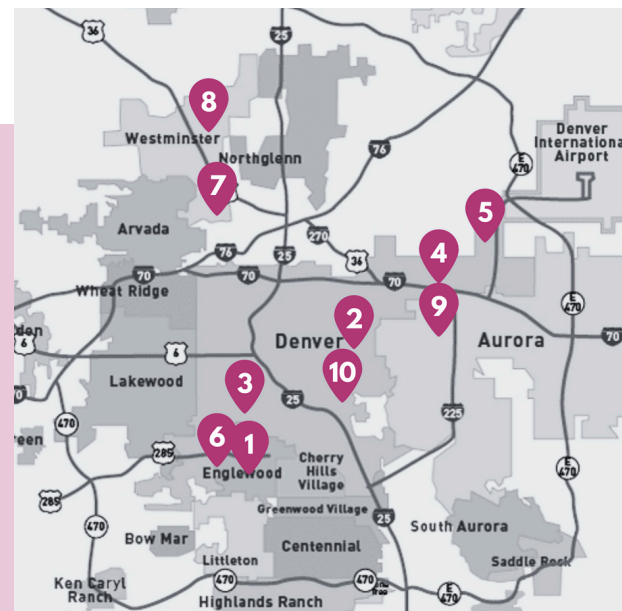 36
25
8
Westminster
Northglenn
76
Denver
International
Airport
E
470
7
5
Arvada
270
36
4
76
25
70
70
70
Wheat Ridge
E
470
9
2
Denver
Aurora
6
6
70
10
Lakewood
3
25
225
470
6
1
285
Englewood
Cherry
Hills
Village
E
470
285
Greenwood Village
25
470
South Aurora
Bow Mar
Centennial
Littleton
Saddle Rock
Ken Caryl
Ranch
470
470
E
470
Highlands Ranch